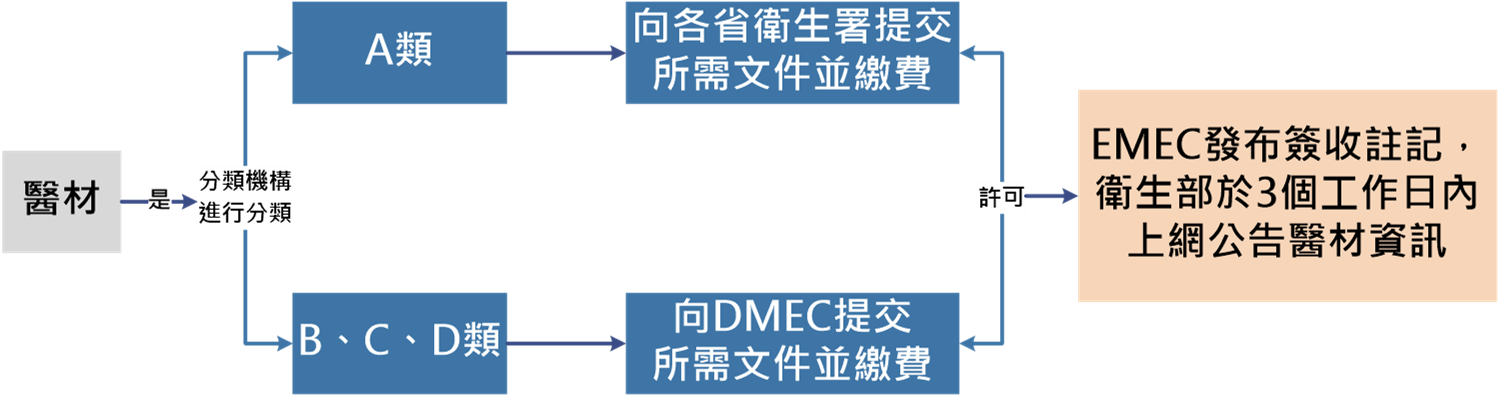 醫材
是
分類機構
進行分類
A類
向各省衛生署提交
所需文件並繳費
B、C、D類
向DMEC提交
所需文件並繳費
許可
EMEC發布簽收註記，
衛生部於3個工作日內
上網公告醫材資訊